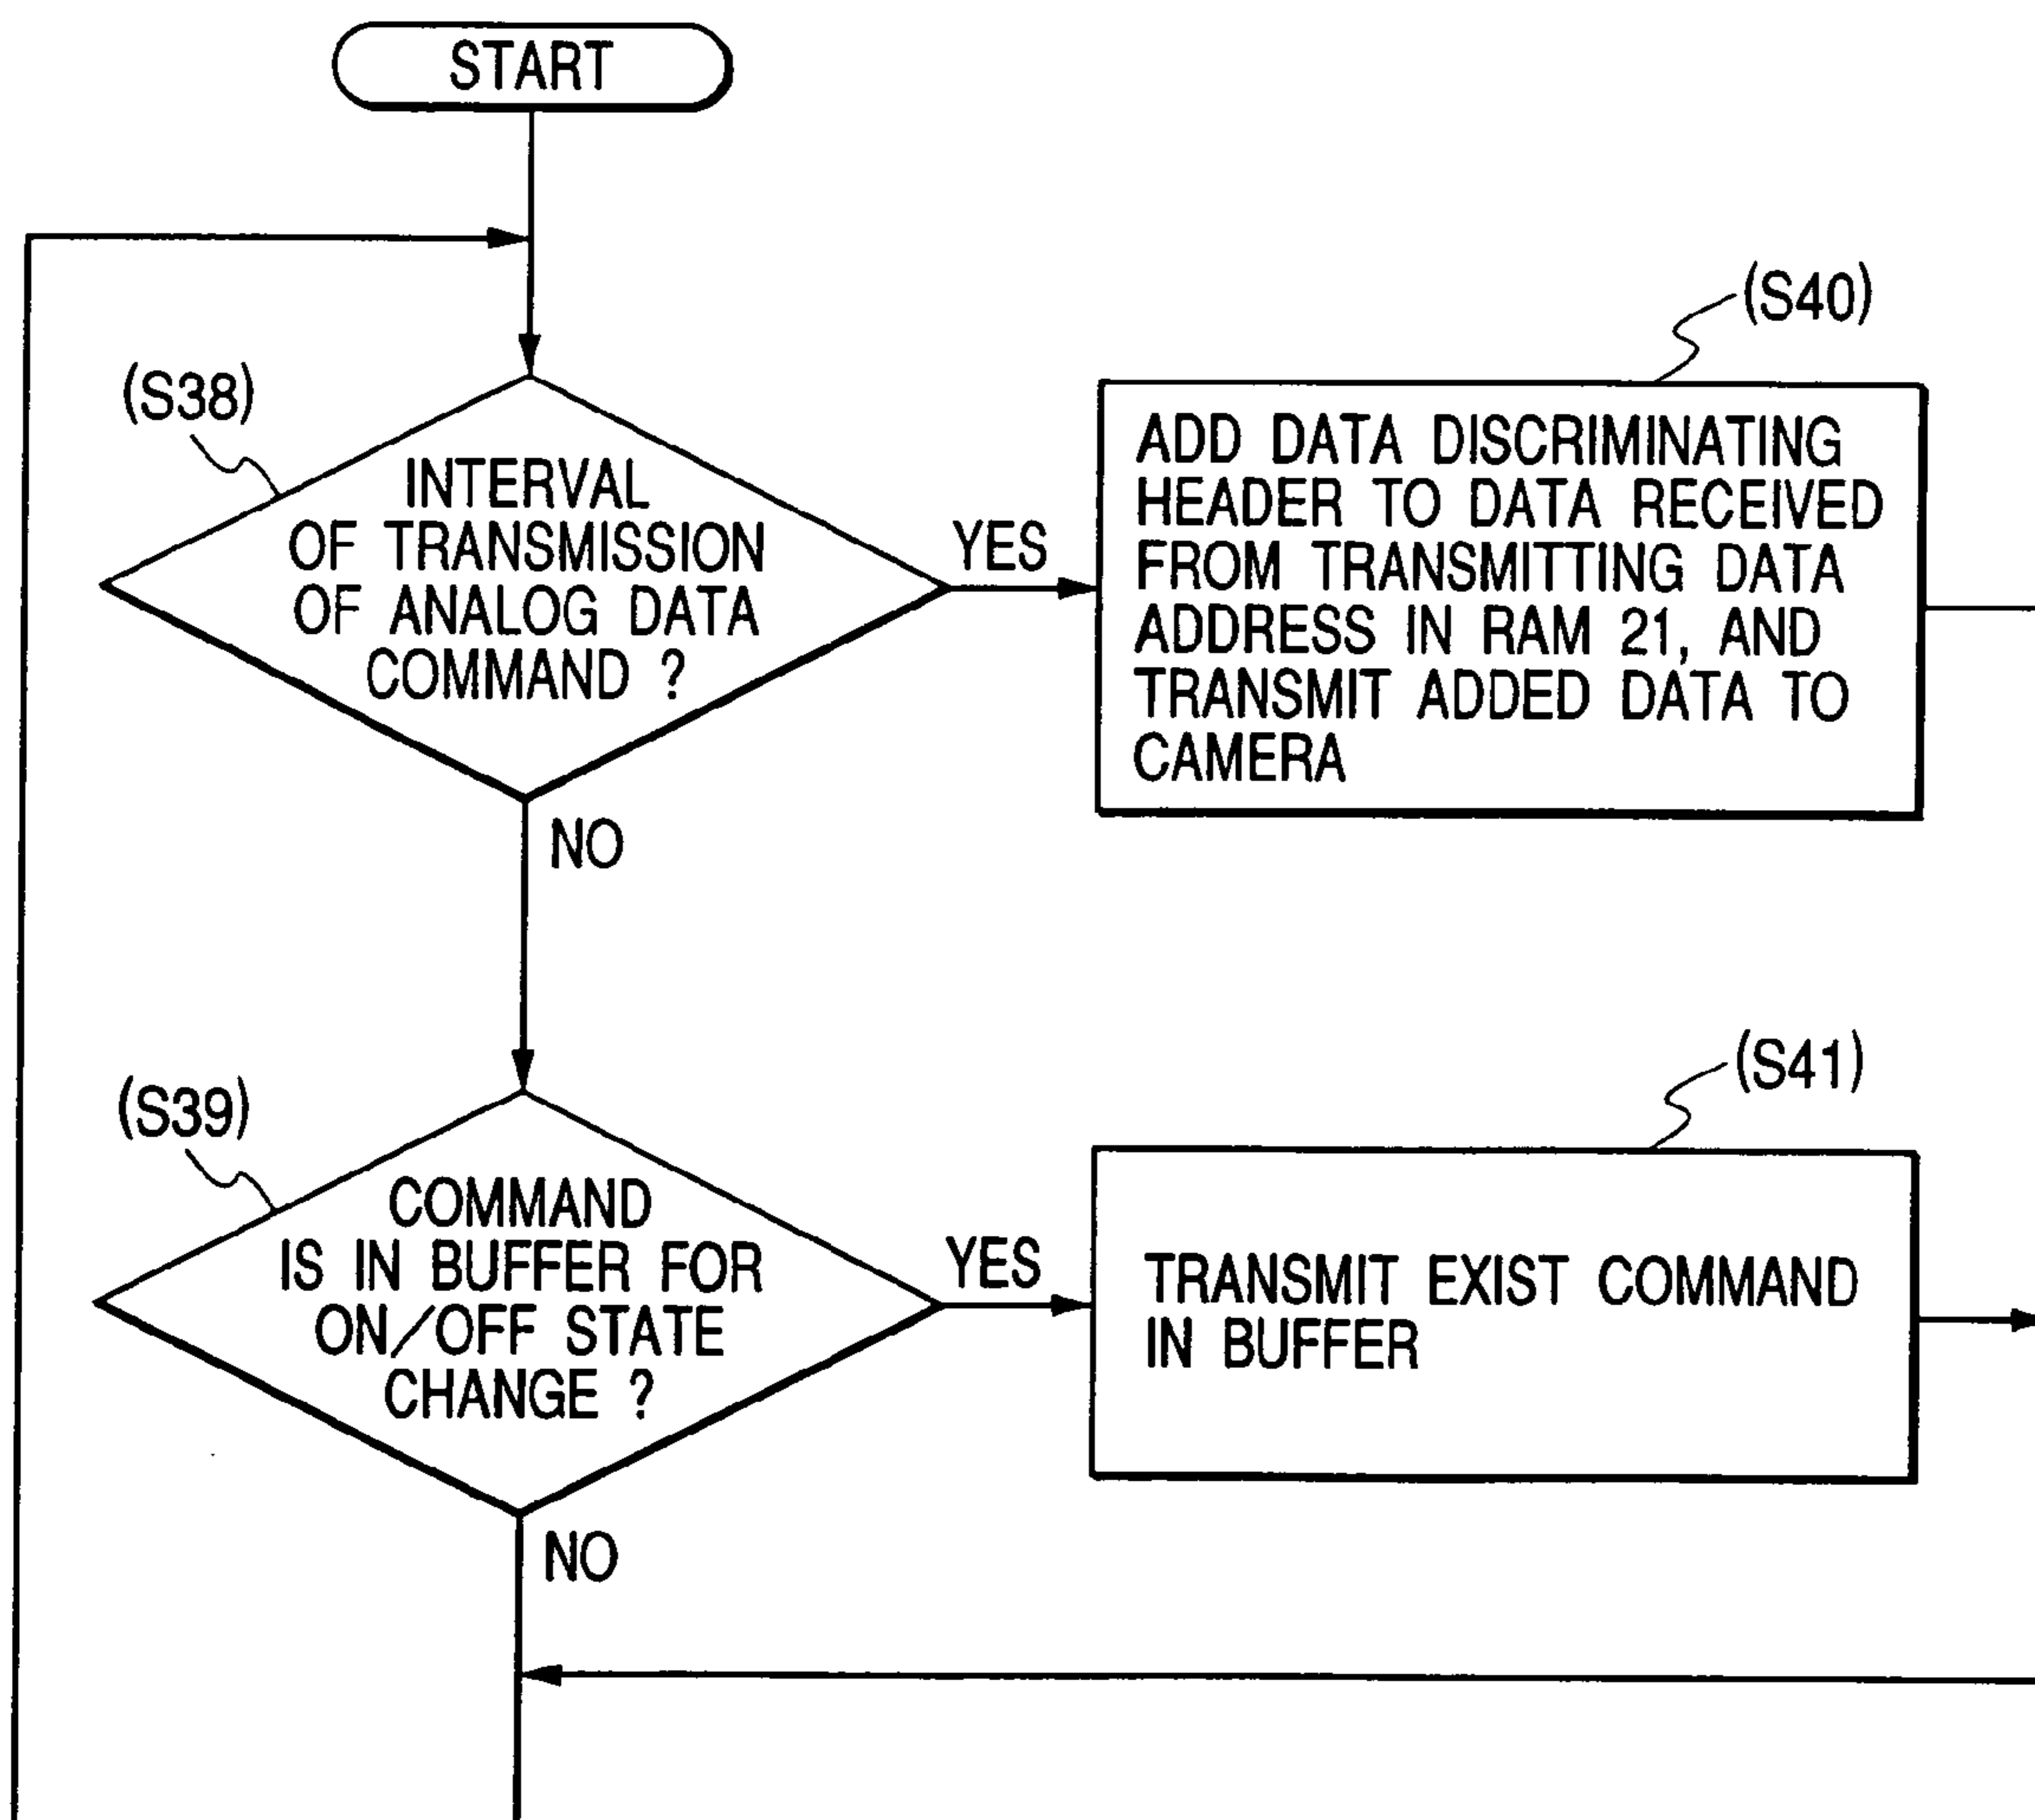 START
(S38)
INTERVAL
OF TRANSMISSION
OF ANALOG DATA
COMMAND ?
YES
NO
(S40)
ADD DATA DISCRIMINATING
HEADER TO DATA RECEIVED
FROM TRANSMITTING DATA
ADDRESS IN RAM 21, AND
TRANSMIT ADDED DATA TO
CAMERA
(S39)
COMMAND
IS IN BUFFER FOR
ON/OFF STATE
CHANGE ?
YES
NO
(S41)
TRANSMIT EXIST COMMAND
IN BUFFER